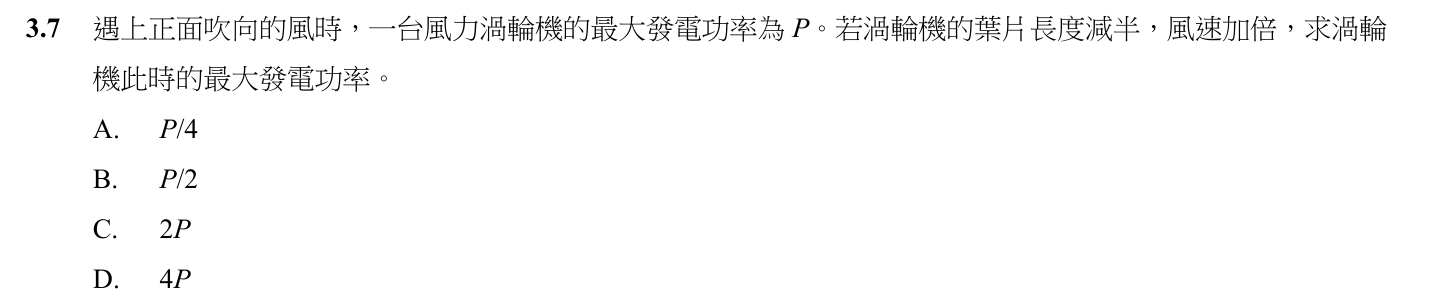 3.7 遇上正面吹向的風時，一台風力渦輪機的最大發電功率為 P。若渦輪機的葉片長度減半，風速加倍，求渦輪
機此時的最大發電功率。
A. P/4
B. P/2
C. 2P
D. 4P